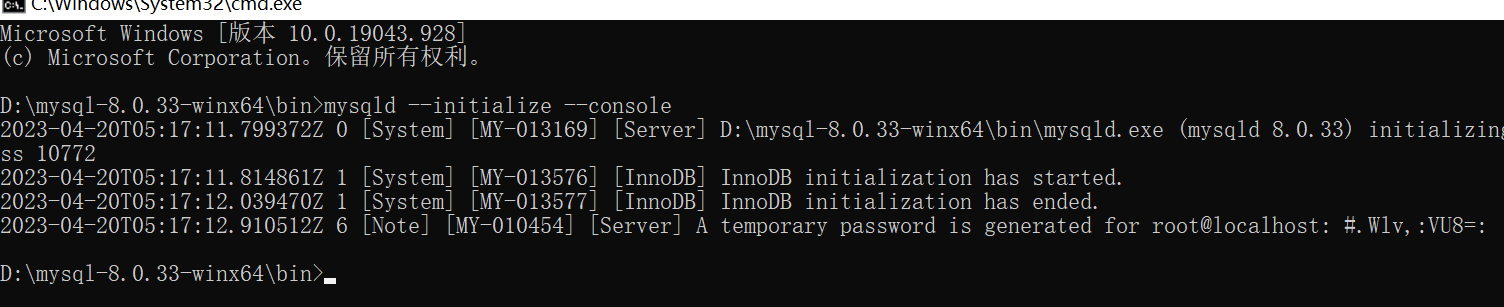 C:\Windows\System32\cmd.exe
Microsoft Windows [版本 10.0.19043.928]
(c) Microsoft Corporation。保留所有权利。
D:\mysql-8.0.33-winx64\bin>mysqld --initialize --console
2023-04-20T05:17:11.799372Z 0 [System] [MY-013169] [Server] D:\mysql-8.0.33-winx64\bin\mysqld.exe (mysqld 8.0.33) initializing
ss 10772
2023-04-20T05:17:11.814861Z 1 [System] [MY-013576] [InnoDB] InnoDB initialization has started.
2023-04-20T05:17:12.039470Z 1 [System] [MY-013577] [InnoDB] InnoDB initialization has ended.
2023-04-20T05:17:12.910512Z 6 [Note] [MY-010454] [Server] A temporary password is generated for root@localhost: #.Wlv,:VU8=:
D:\mysql-8.0.33-winx64\bin>